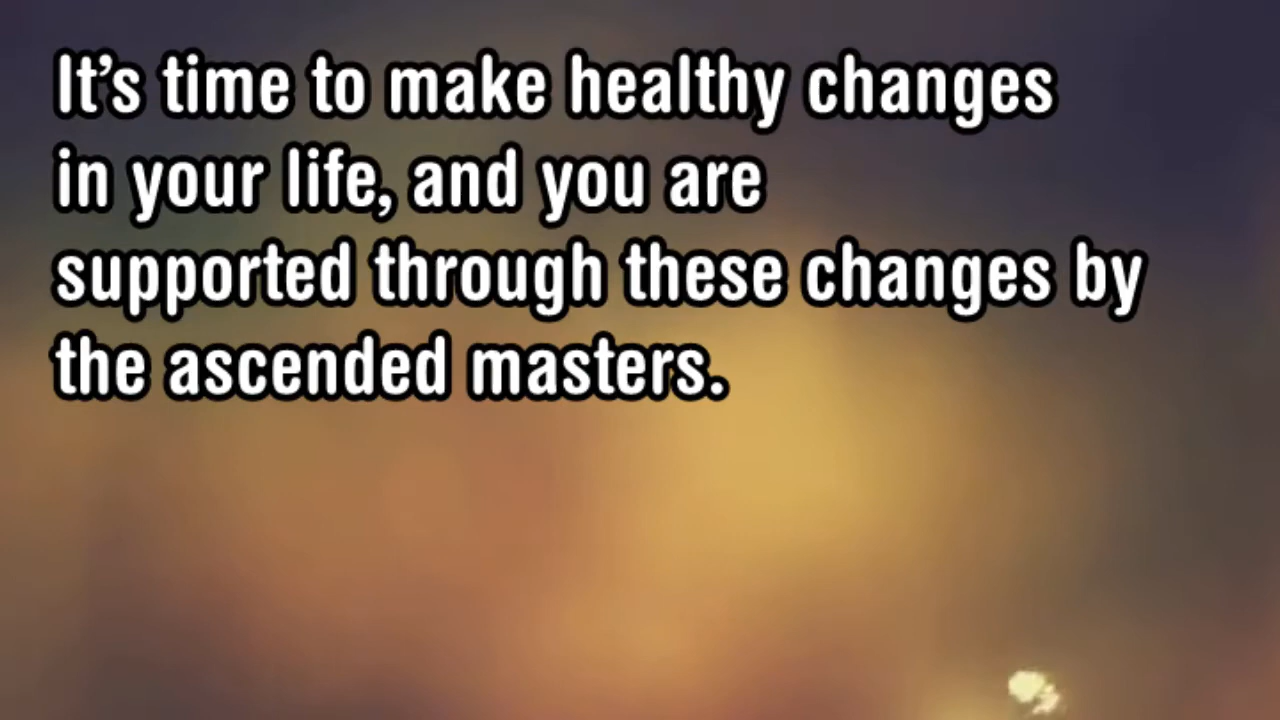 It’s time to make healthy changes
in your life, and you are
supported through these changes by
the ascended masters.